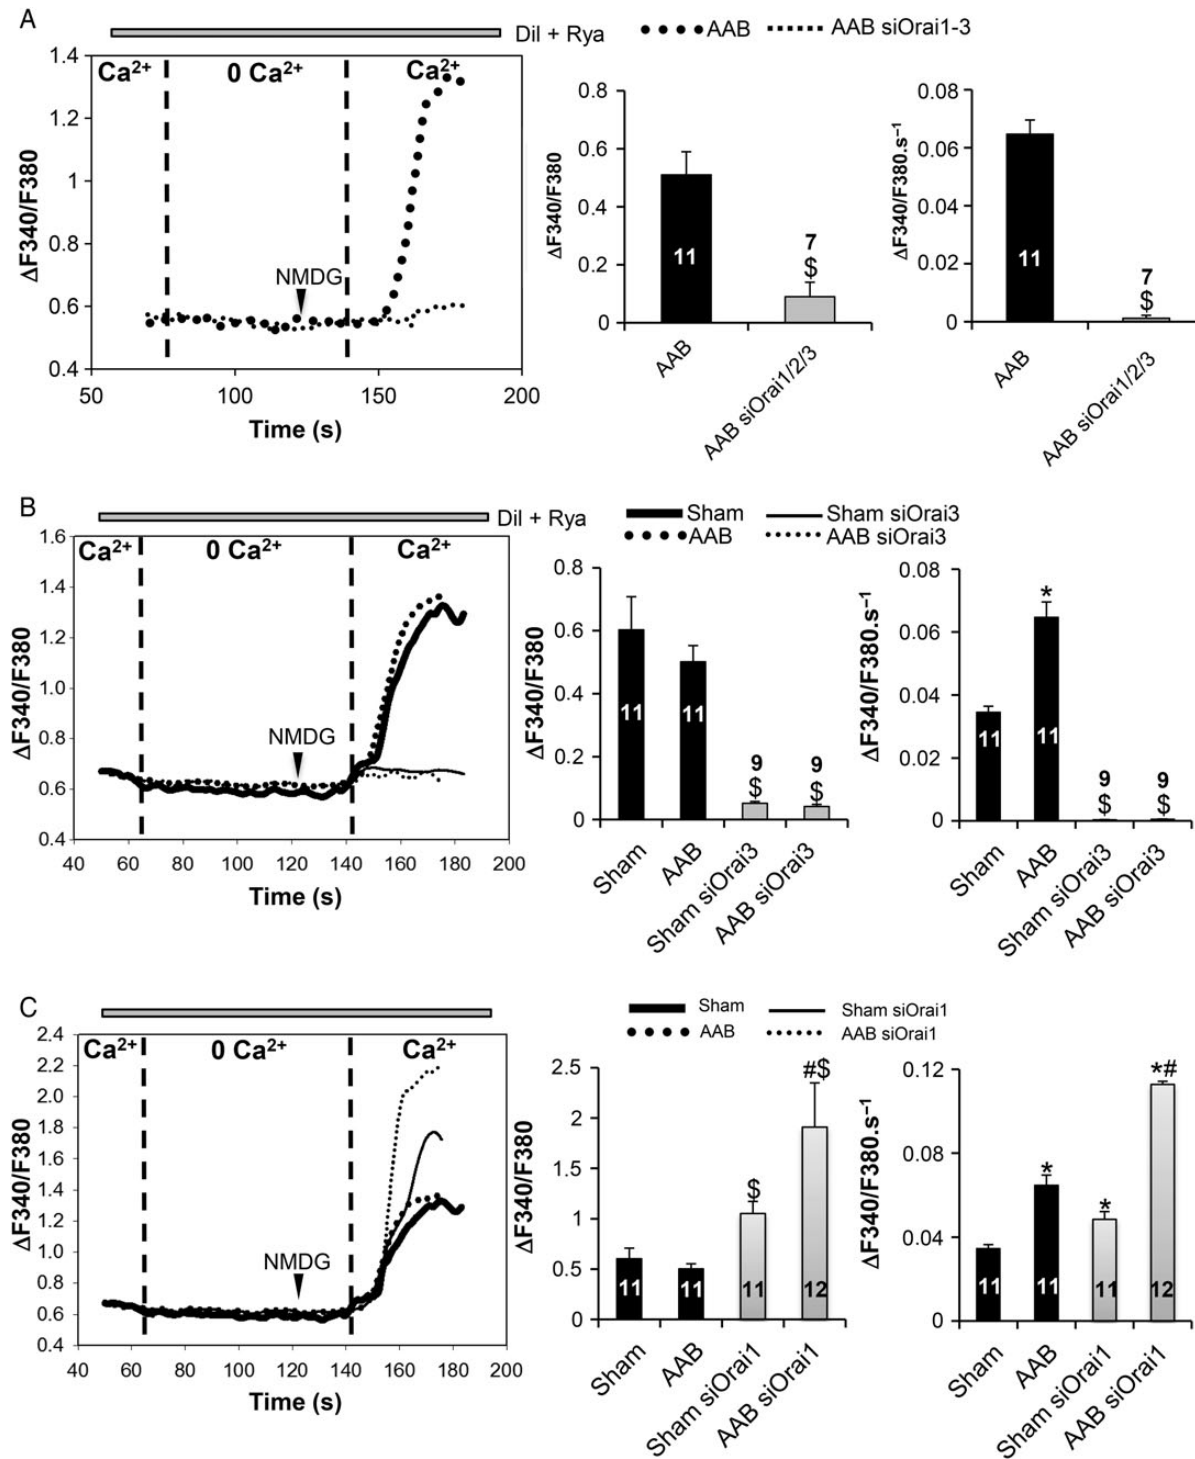 A
Dil + Rya
AAB
AAB siOrai1-3
Ca2+
0 Ca2+
Ca2+
NMDG
ΔF340/F380
1.4
1.2
1
0.8
0.6
0.4
50
100
150
200
Time (s)
ΔF340/F380
0.8
0.6
0.4
0.2
0
11
7
$
AAB
AAB siOrai1/2/3
ΔF340/F380.s⁻¹
0.08
0.06
0.04
0.02
0
11
7
$
AAB
AAB siOrai1/2/3
B
Dil + Rya
Sham
Sham siOrai3
AAB
AAB siOrai3
Ca2+
0 Ca2+
Ca2+
NMDG
ΔF340/F380
1.6
1.4
1.2
1.0
0.8
0.6
0.4
40
60
80
100
120
140
160
180
200
Time (s)
ΔF340/F380
0.8
0.6
0.4
0.2
0
11
11
9
$
9
$
Sham
AAB
Sham siOrai3
AAB siOrai3
ΔF340/F380.s⁻¹
0.08
0.06
0.04
0.02
0
11
*
11
9
$
9
$
Sham
AAB
Sham siOrai3
AAB siOrai3
C
Sham
Sham siOrai1
AAB
AAB siOrai1
Ca2+
0 Ca2+
Ca2+
NMDG
ΔF340/F380
2.4
2.2
2.0
1.8
1.6
1.4
1.2
1.0
0.8
0.6
0.4
40
60
80
100
120
140
160
180
200
Time (s)
ΔF340/F380
2.5
2
1.5
1
0.5
0
11
11
$
11
#$
12
Sham
AAB
Sham siOrai1
AAB siOrai1
ΔF340/F380.s⁻¹
0.12
0.08
0.04
0
11
*
11
*
11
*#
12
Sham
AAB
Sham siOrai1
AAB siOrai1